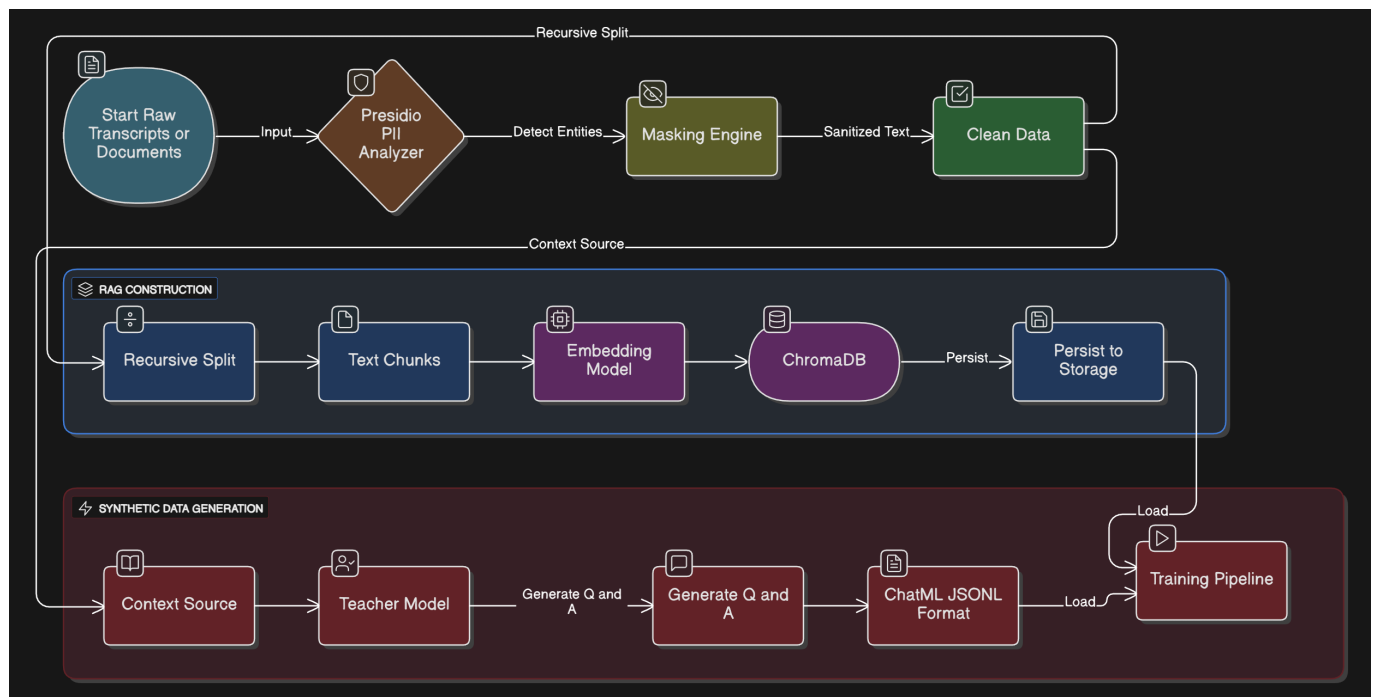 Recursive Split
Start Raw
Transcripts or
Documents
Input
Presidio
PII
Analyzer
Detect Entities
Masking Engine
Sanitized Text
Clean Data
Context Source
RAG CONSTRUCTION
Recursive Split
Text Chunks
Embedding
Model
ChromaDB
Persist
Persist to
Storage
SYNTHETIC DATA GENERATION
Load
Context Source
Teacher Model
Generate Q and
A
Generate Q and
A
ChatML JSONL
Format
Load
Training Pipeline